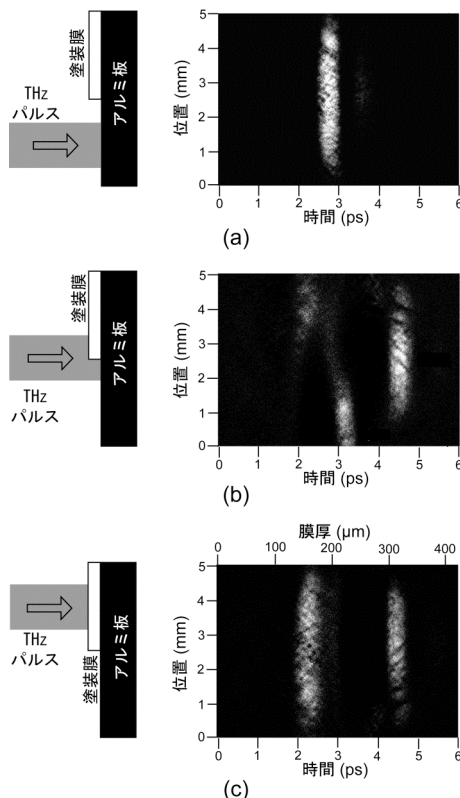 塗装膜
アルミ板
THz
パルス
5
4
3
2
1
0
位置 (mm)
0 1 2 3 4 5 6
時間 (ps)
(a)
塗装膜
アルミ板
THz
パルス
5
4
3
2
1
0
位置 (mm)
0 1 2 3 4 5 6
時間 (ps)
(b)
膜厚 (μm)
0 100 200 300 400
塗装膜
アルミ板
THz
パルス
5
4
3
2
1
0
位置 (mm)
0 1 2 3 4 5 6
時間 (ps)
(c)